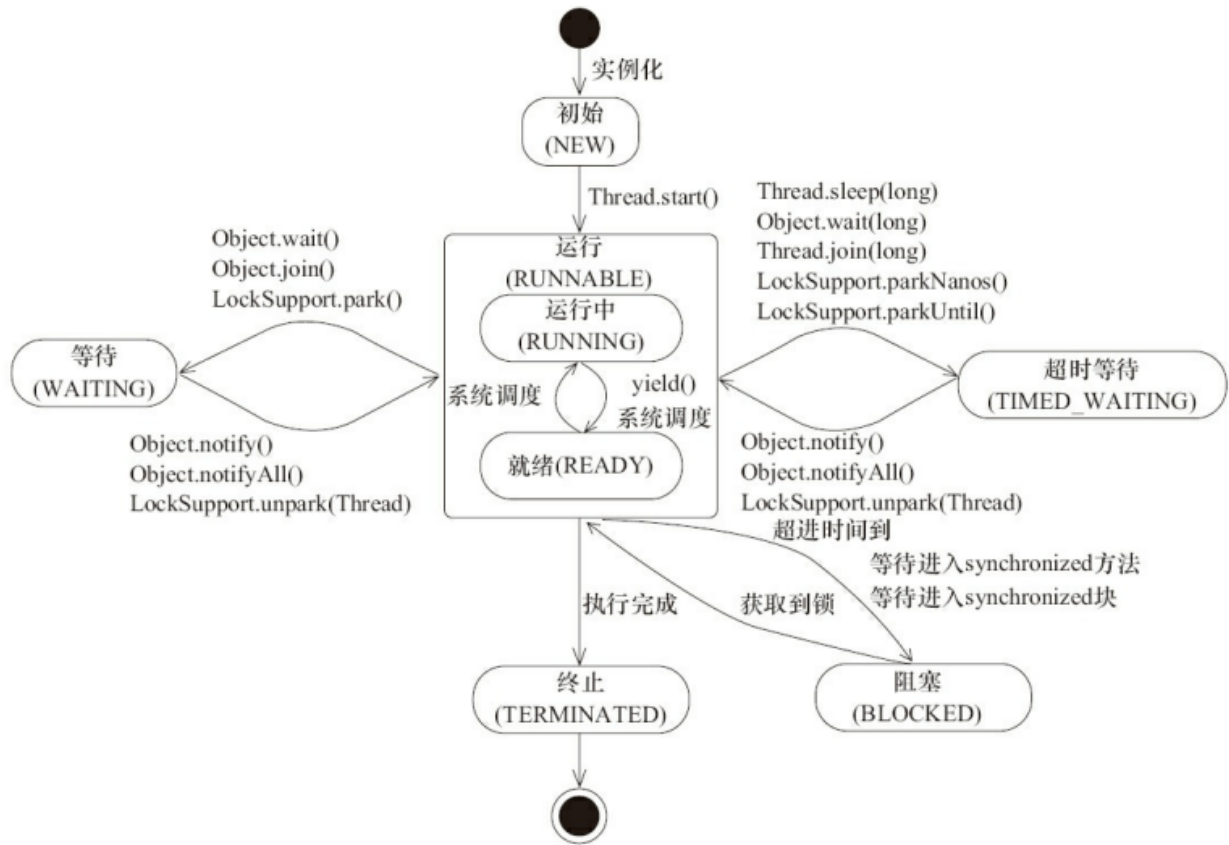 实例化
初始
(NEW)
Thread.start()
Object.wait()
Object.join()
LockSupport.park()
Thread.sleep(long)
Object.wait(long)
Thread.join(long)
LockSupport.parkNanos()
LockSupport.parkUntil()
运行
(RUNNABLE)
运行中
(RUNNING)
系统调度
yield()
系统调度
就绪(READY)
等待
(WAITING)
超时等待
(TIMED_WAITING)
Object.notify()
Object.notifyAll()
LockSupport.unpark(Thread)
Object.notify()
Object.notifyAll()
LockSupport.unpark(Thread)
超进时间到
等待进入synchronized方法
等待进入synchronized块
执行完成
获取到锁
终止
(TERMINATED)
阻塞
(BLOCKED)